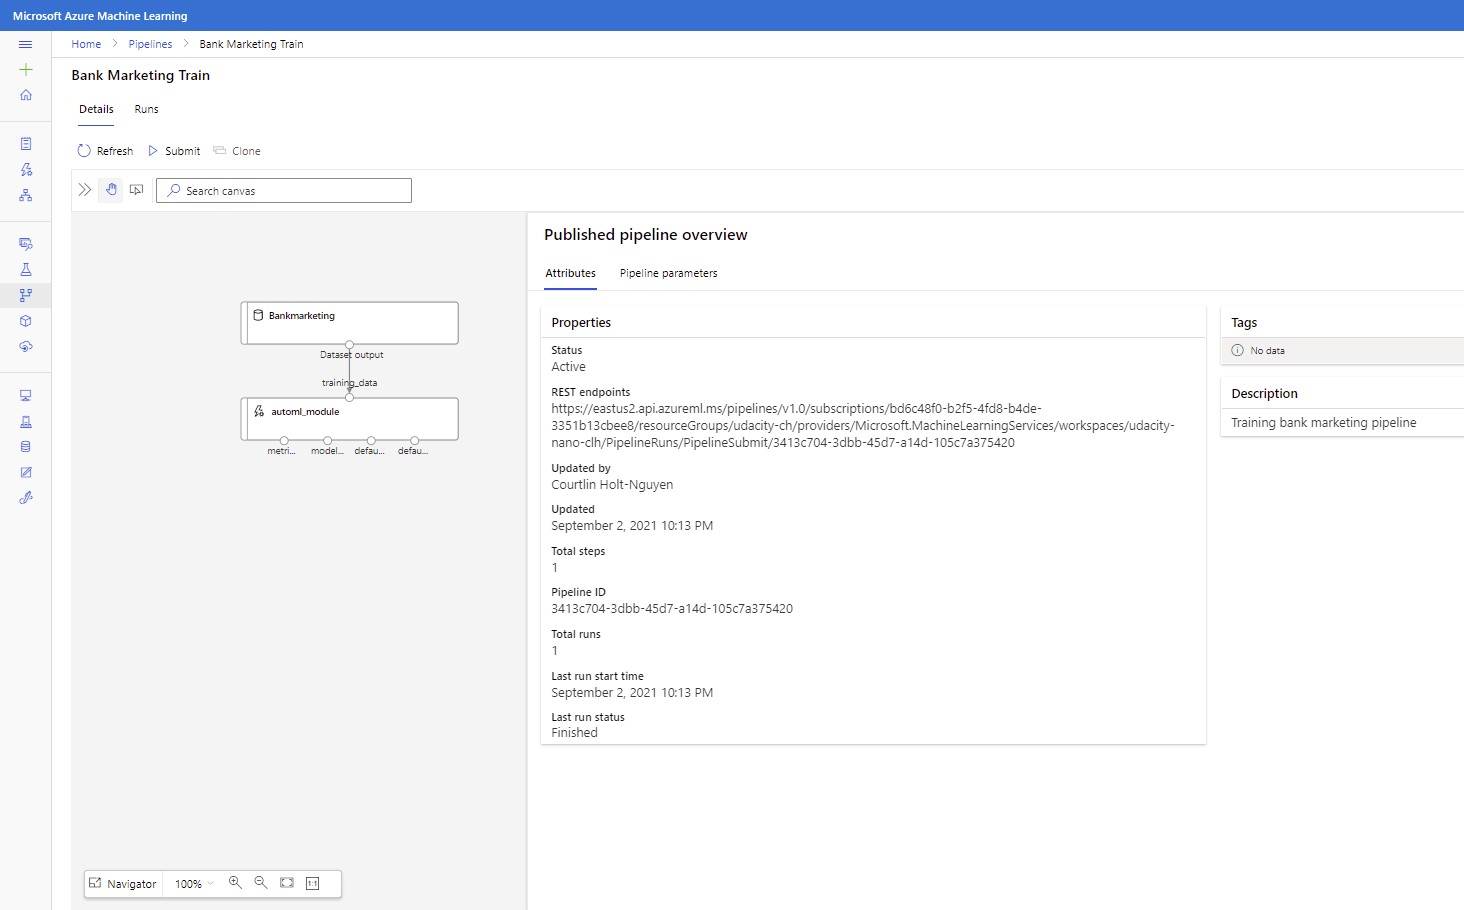 Microsoft Azure Machine Learning
Home > Pipelines > Bank Marketing Train
Bank Marketing Train
Details Runs
Refresh Submit Clone
Search canvas
Bankmarketing
Dataset output
training_data
automl_module
metri... model... defau... defau...
Navigator 100% 1:1
Published pipeline overview
Attributes Pipeline parameters
Properties
Status
Active
REST endpoints
https://eastus2.api.azureml.ms/pipelines/v1.0/subscriptions/bd6c48f0-b2f5-4fd8-b4de-
3351b13cbee8/resourceGroups/udacity-ch/providers/Microsoft.MachineLearningServices/workspaces/udacity-
nano-clh/PipelineRuns/PipelineSubmit/3413c704-3dbb-45d7-a14d-105c7a375420
Updated by
Courtlin Holt-Nguyen
Updated
September 2, 2021 10:13 PM
Total steps
1
Pipeline ID
3413c704-3dbb-45d7-a14d-105c7a375420
Total runs
1
Last run start time
September 2, 2021 10:13 PM
Last run status
Finished
Tags
No data
Description
Training bank marketing pipeline